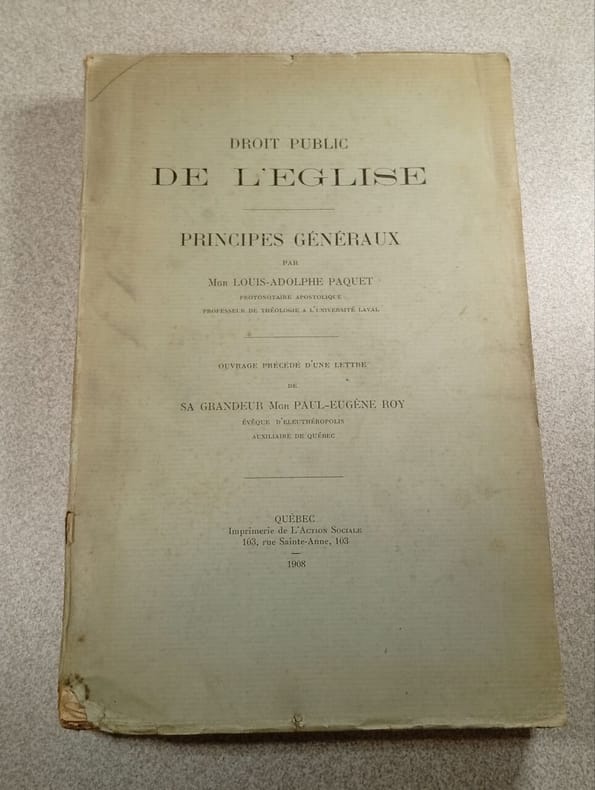 DROIT PUBLIC
DE L'EGLISE
PRINCIPES GÉNÉRAUX
PAR
MGR LOUIS-ADOLPHE PAQUET
PROTONOTAIRE APOSTOLIQUE
PROFESSEUR DE THÉOLOGIE A L'UNIVERSITÉ LAVAL
OUVRAGE PRÉCÉDÉ D'UNE LETTRE
DE
SA GRANDEUR MGR PAUL-EUGÈNE ROY
ÉVÊQUE D'ELEUTHÉROPOLIS
AUXILIAIRE DE QUÉBEC
QUÉBEC
Imprimerie de L'ACTION SOCIALE
103, rue Sainte-Anne, 103
1908